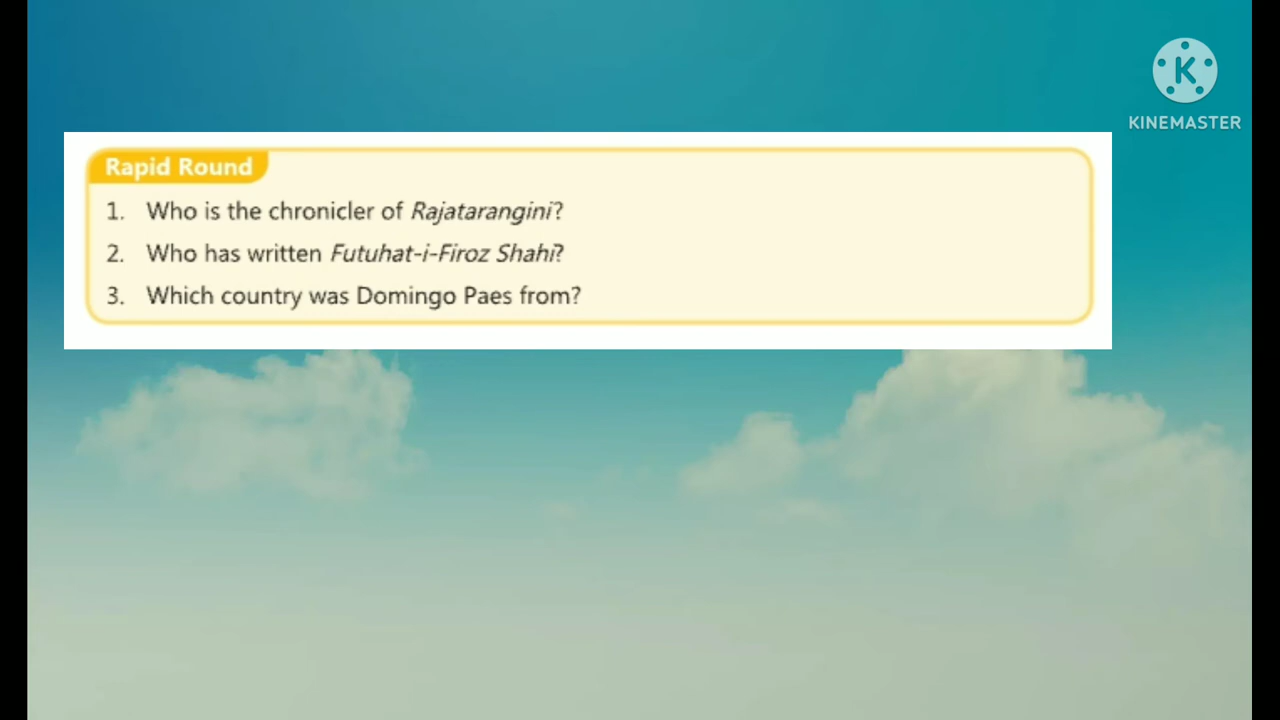 KINEMASTER
Rapid Round
1. Who is the chronicler of Rajatarangini?
2. Who has written Futuhat-i-Firoz Shahi?
3. Which country was Domingo Paes from?